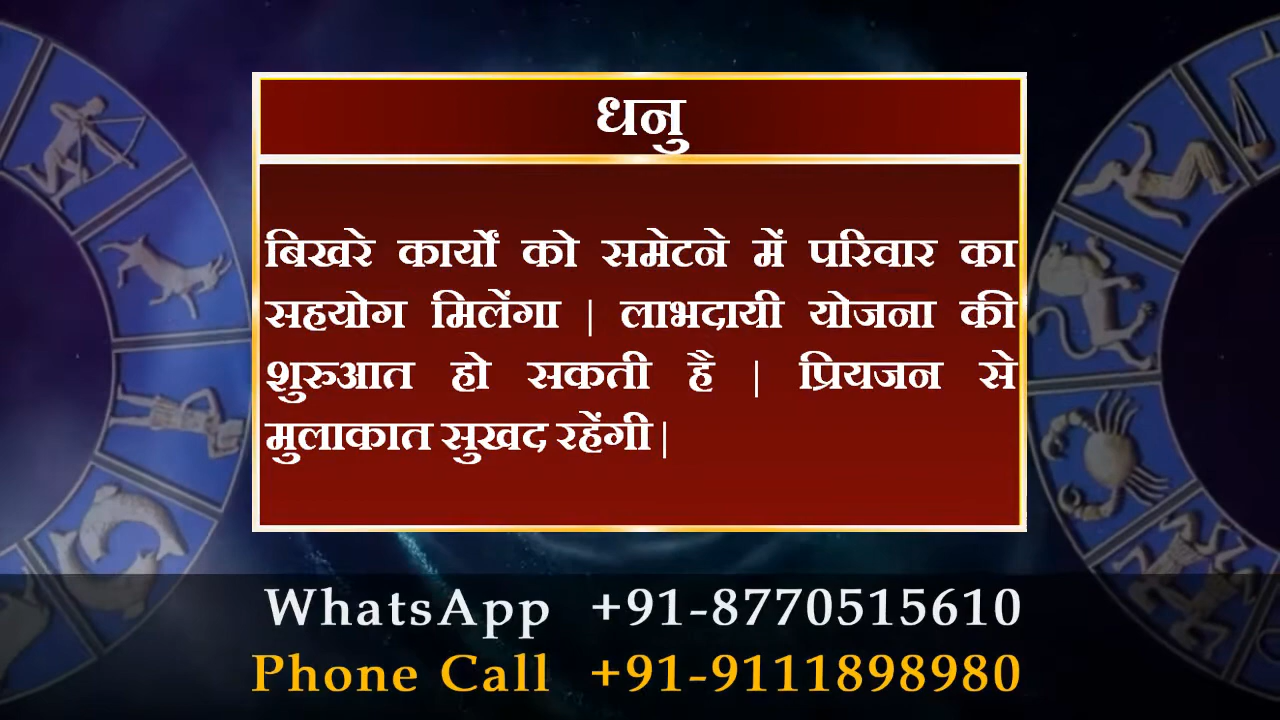 धनु
बिखरे कार्यों को समेटने में परिवार का
सहयोग मिलेंगा | लाभदायी योजना की
शुरुआत हो सकती है | प्रियजन से
मुलाकात सुखद रहेंगी|
WhatsApp +91-8770515610
Phone Call +91-9111898980